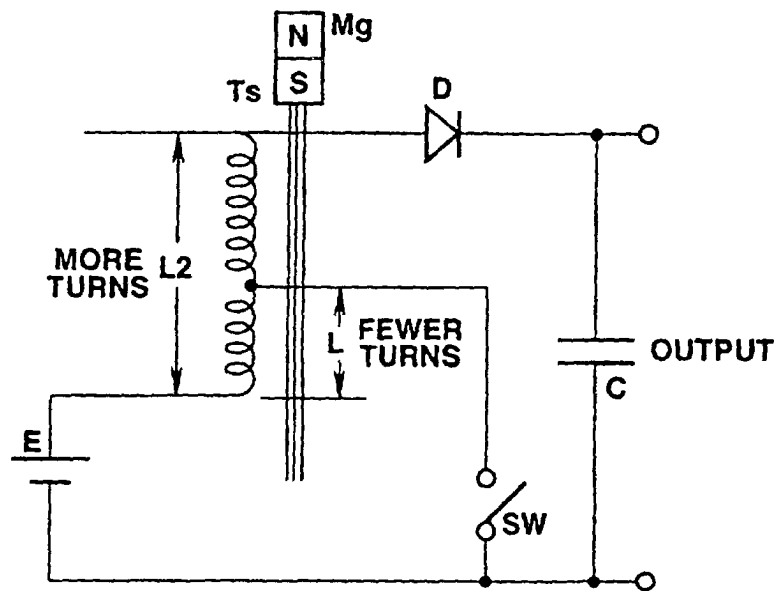 N Mg
S
Ts
D
MORE L2
TURNS
L FEWER
TURNS
OUTPUT
C
E
SW